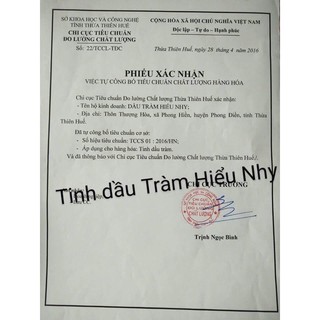 SỞ KHOA HỌC VÀ CÔNG NGHỆ
TỈNH THỪA THIÊN HUẾ
CHI CỤC TIÊU CHUẨN
ĐO LƯỜNG CHẤT LƯỢNG
Số: 22/TCCL-TĐC
CỘNG HÒA XÃ HỘI CHỦ NGHĨA VIỆT NAM
Độc lập - Tự do - Hạnh phúc
Thừa Thiên Huế, ngày 28 tháng 4 năm 2016
PHIẾU XÁC NHẬN
VIỆC TỰ CÔNG BỐ TIÊU CHUẨN CHẤT LƯỢNG HÀNG HÓA
Chi cục Tiêu chuẩn Đo lường Chất lượng Thừa Thiên Huế xác nhận:
- Tên hộ kinh doanh: DẦU TRÀM HIẾU NHY;
- Địa chỉ: Thôn Thượng Hòa, xã Phong Hiền, huyện Phong Điền, tỉnh Thừa
Thiên Huế.
Đã tự công bố tiêu chuẩn cơ sở:
- Số hiệu tiêu chuẩn: TCCS 01 : 2016/HN;
- Áp dụng cho hàng hóa: Tinh dầu tràm.
Và đã thông báo với Chi cục Tiêu chuẩn Đo lường Chất lượng Thừa Thiên Huế.
Tinh dầu Tràm Hiểu Nhy
TRƯỞNG
Trịnh Ngọc Bình